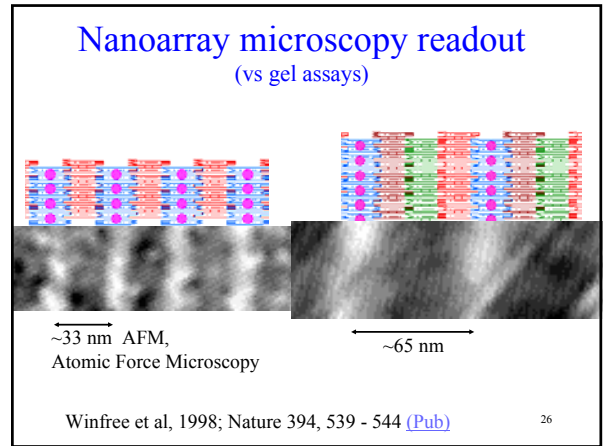 Nanoarray microscopy readout
(vs gel assays)
~33 nm AFM,
Atomic Force Microscopy
~65 nm
Winfree et al, 1998; Nature 394, 539 - 544 (Pub)
26